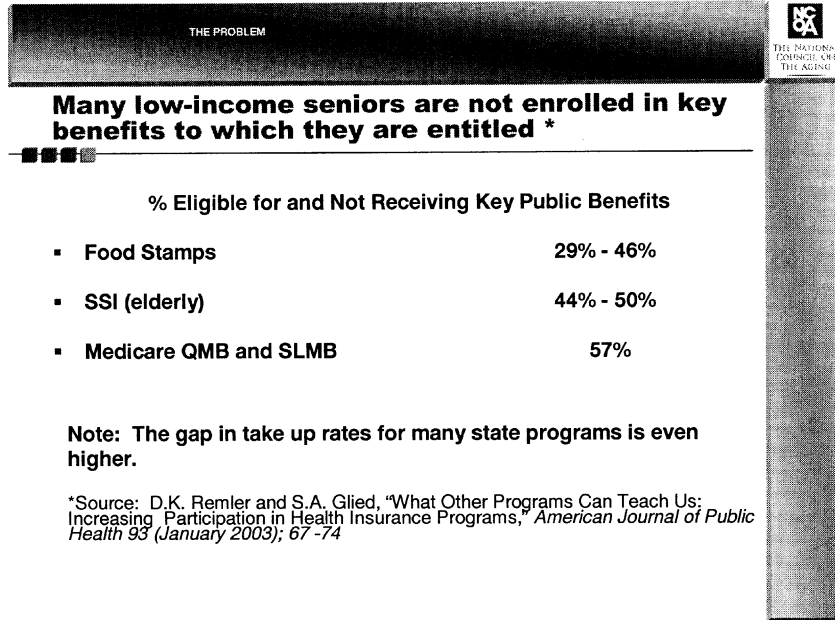 THE PROBLEM
NCOA
THE NATIONAL
COUNCIL ON
THE AGING
Many low-income seniors are not enrolled in key
benefits to which they are entitled *
% Eligible for and Not Receiving Key Public Benefits
▪ Food Stamps 29% - 46%
▪ SSI (elderly) 44% - 50%
▪ Medicare QMB and SLMB 57%
Note: The gap in take up rates for many state programs is even
higher.
*Source: D.K. Remler and S.A. Glied, “What Other Programs Can Teach Us:
Increasing Participation in Health Insurance Programs,” American Journal of Public
Health 93 (January 2003); 67 -74